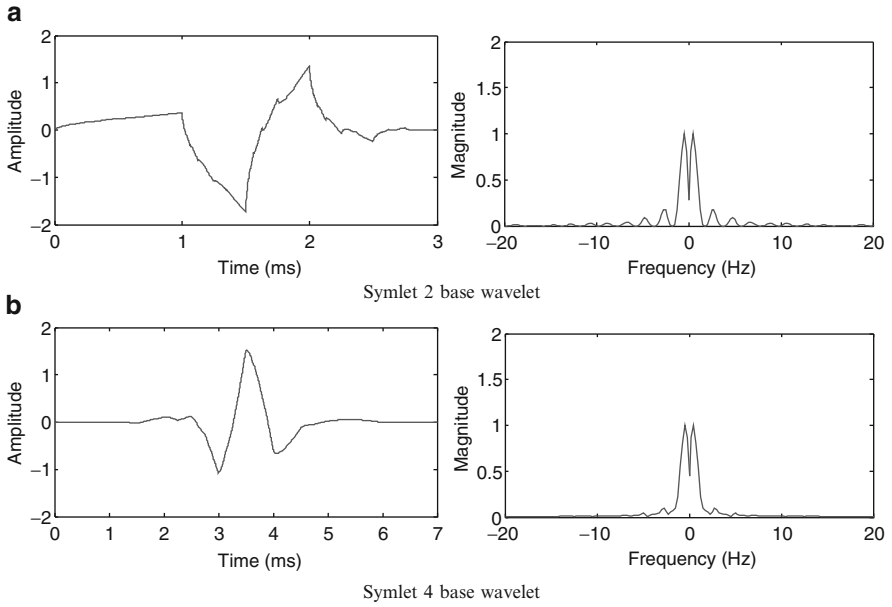 a
2
1
0
−1
−2
Amplitude
0 1 2 3
Time (ms)
2
1.5
1
0.5
0
Magnitude
−20 −10 0 10 20
Frequency (Hz)
Symlet 2 base wavelet
b
2
1
0
−1
−2
Amplitude
0 1 2 3 4 5 6 7
Time (ms)
2
1.5
1
0.5
0
Magnitude
−20 −10 0 10 20
Frequency (Hz)
Symlet 4 base wavelet